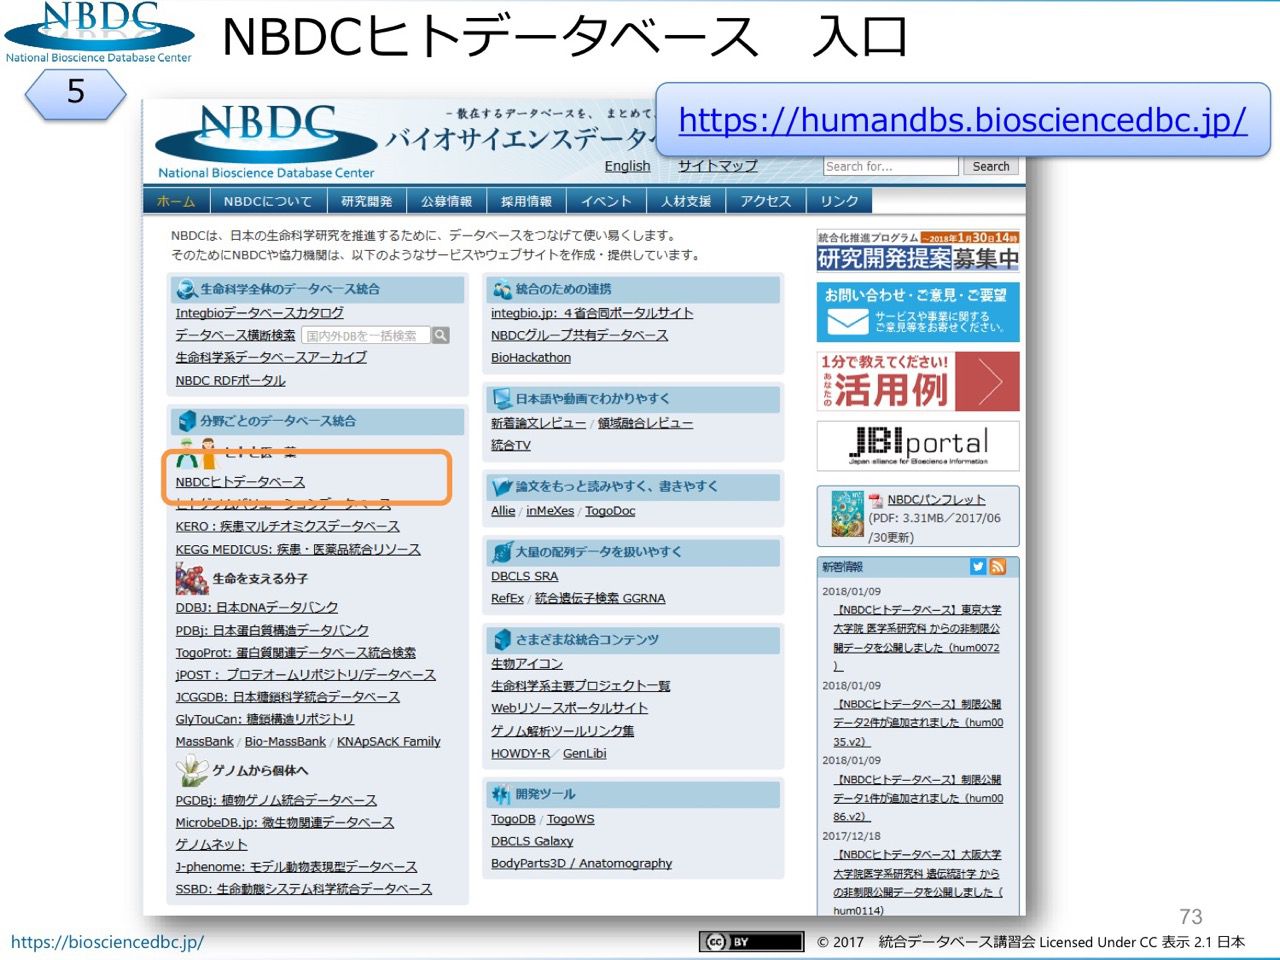 NBDC
National Bioscience Database Center
NBDCヒトデータベース　入口
5
https://humandbs.biosciencedbc.jp/
NBDC
National Bioscience Database Center
－散在するデータベースを、まとめて、
バイオサイエンスデータ
English サイトマップ
Search for... Search
ホーム NBDCについて 研究開発 公募情報 採用情報 イベント 人材支援 アクセス リンク
NBDCは、日本の生命科学研究を推進するために、データベースをつなげて使い易くします。
そのためにNBDCや協力機関は、以下のようなサービスやウェブサイトを作成・提供しています。
生命科学全体のデータベース統合
Integbioデータベースカタログ
データベース横断検索 国内外DBを一括検索
生命科学系データベースアーカイブ
NBDC RDFポータル
分野ごとのデータベース統合
NBDCヒトデータベース
ヒトゲノムバリエーションデータベース
KERO：疾患マルチオミクスデータベース
KEGG MEDICUS: 疾患・医薬品統合リソース
生命を支える分子
DDBJ: 日本DNAデータバンク
PDBj: 日本蛋白質構造データバンク
TogoProt: 蛋白質関連データベース統合検索
jPOST： プロテオームリポジトリ/データベース
JCGGDB: 日本糖鎖科学統合データベース
GlyTouCan: 糖鎖構造リポジトリ
MassBank / Bio-MassBank / KNApSAcK Family
ゲノムから個体へ
PGDBj: 植物ゲノム統合データベース
MicrobeDB.jp: 微生物関連データベース
ゲノムネット
J-phenome: モデル動物表現型データベース
SSBD: 生命動態システム科学統合データベース
統合のための連携
integbio.jp: ４省合同ポータルサイト
NBDCグループ共有データベース
BioHackathon
日本語や動画でわかりやすく
新着論文レビュー / 領域融合レビュー
統合TV
論文をもっと読みやすく、書きやすく
Allie / inMeXes / TogoDoc
大量の配列データを扱いやすく
DBCLS SRA
RefEx / 統合遺伝子検索 GGRNA
さまざまな統合コンテンツ
生物アイコン
生命科学系主要プロジェクト一覧
Webリソースポータルサイト
ゲノム解析ツールリンク集
HOWDY-R／ GenLibi
開発ツール
TogoDB / TogoWS
DBCLS Galaxy
BodyParts3D / Anatomography
統合化推進プログラム ～2018年1月30日14時
研究開発提案募集中
お問い合わせ・ご意見・ご要望
サービスや事業に関する
ご意見等をお寄せください。
1分で教えてください!
あなたの
活用例
JBIportal
Japan alliance for Bioscience Information
NBDCパンフレット
(PDF: 3.31MB／2017/06
/30更新)
新着情報
2018/01/09
【NBDCヒトデータベース】東京大学
大学院 医学系研究科 からの非制限公
開データを公開しました（hum0072
）
2018/01/09
【NBDCヒトデータベース】制限公開
データ2件が追加されました（hum00
35.v2）
2018/01/09
【NBDCヒトデータベース】制限公開
データ1件が追加されました（hum00
86.v2）
2017/12/18
【NBDCヒトデータベース】大阪大学
大学院医学系研究科 遺伝統計学 から
の非制限公開データを公開しました（
hum0114）
73
https://biosciencedbc.jp/
cc BY
© 2017　統合データベース講習会 Licensed Under CC 表示 2.1 日本